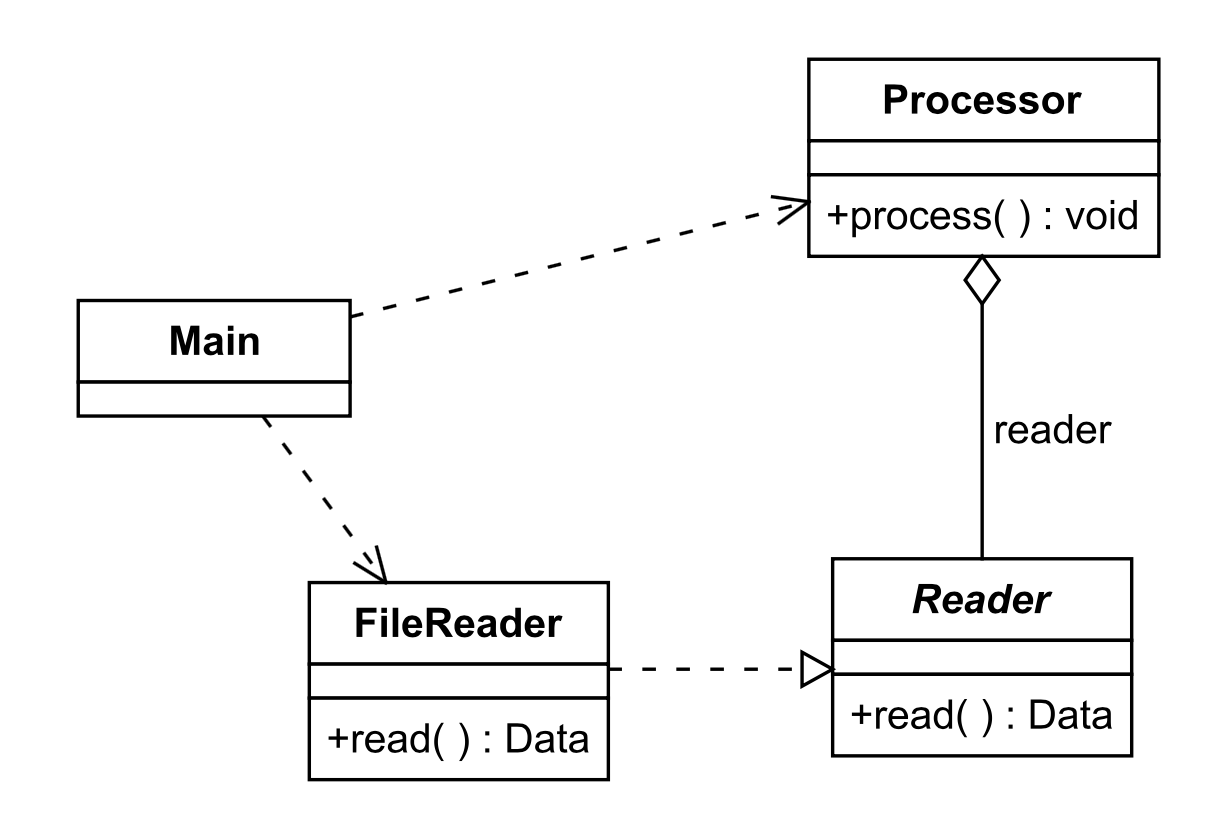 Processor
+process( ) : void
Main
reader
FileReader
+read( ) : Data
Reader
+read( ) : Data